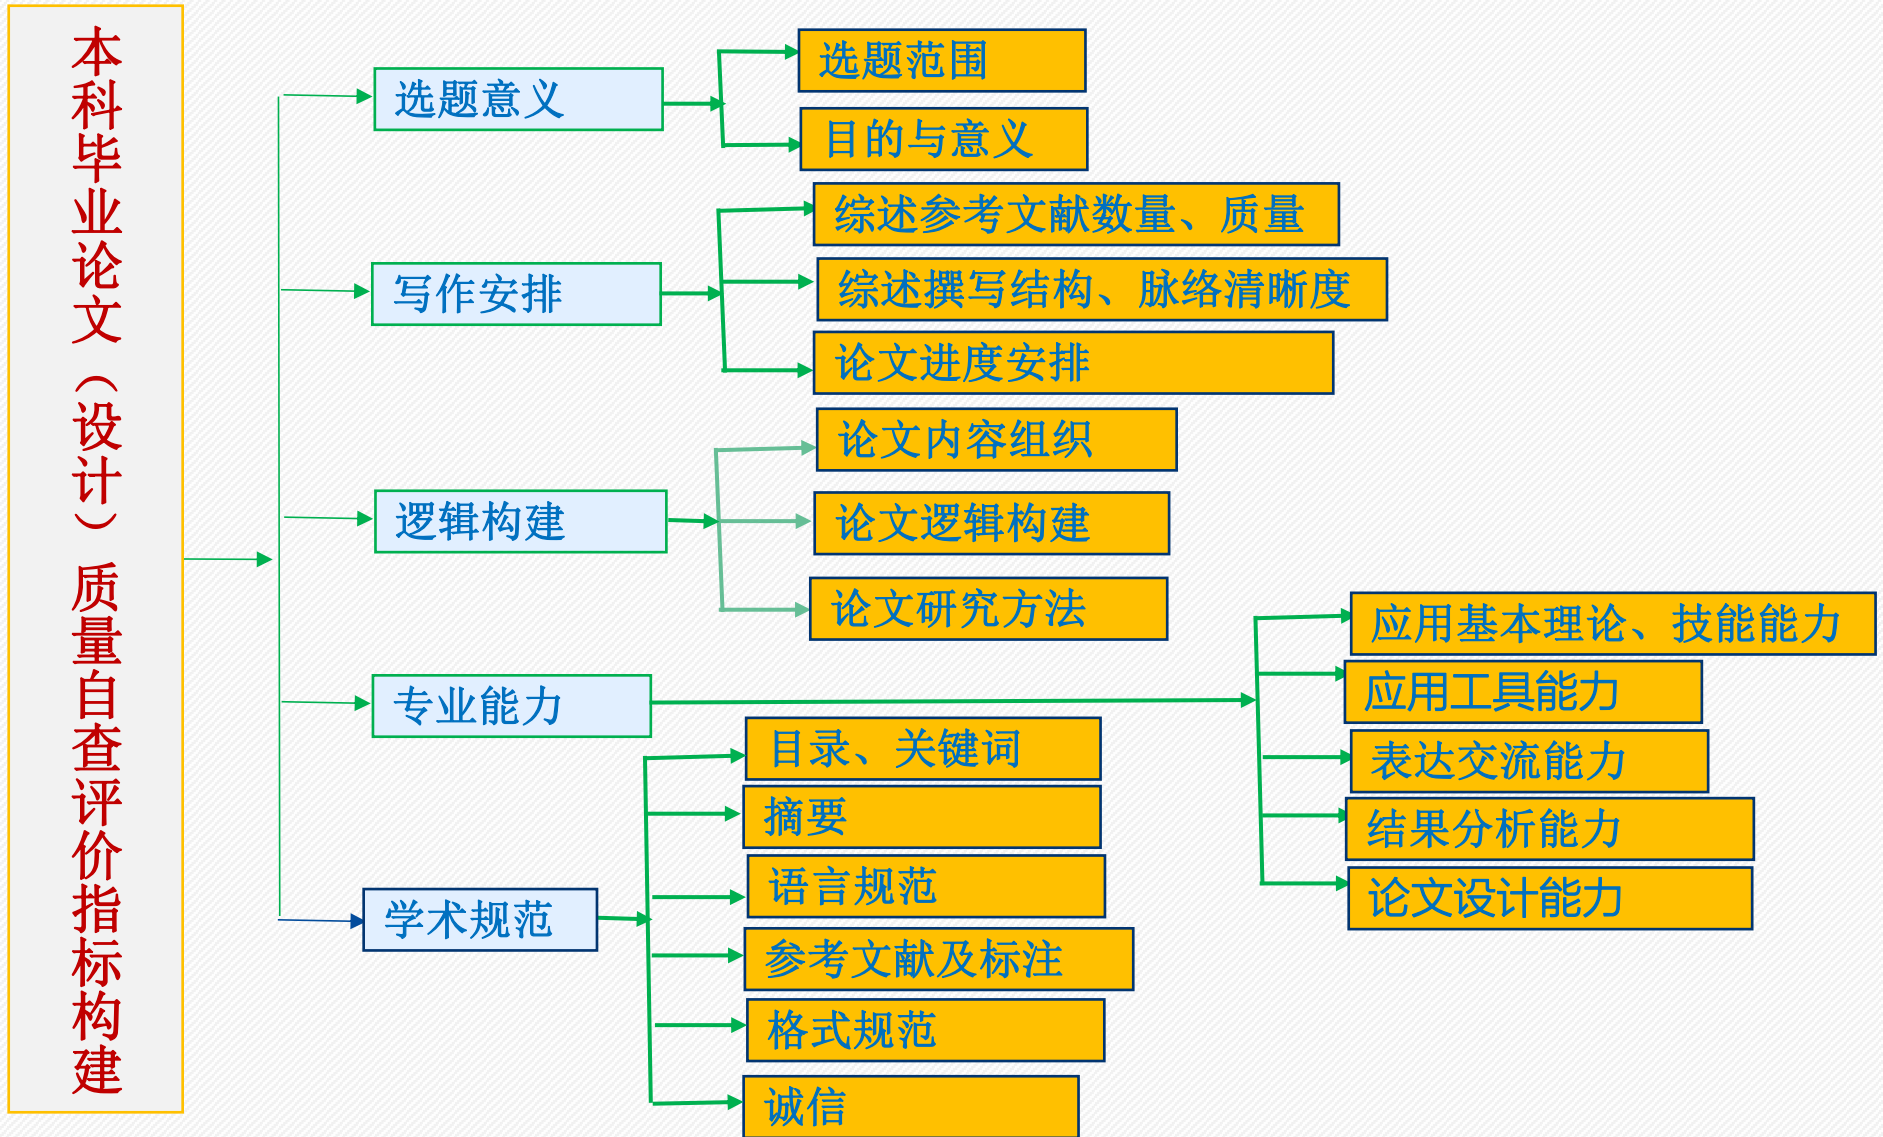 本科毕业论文（设计）质量自查评价指标构建
选题意义
选题范围
目的与意义
写作安排
综述参考文献数量、质量
综述撰写结构、脉络清晰度
论文进度安排
逻辑构建
论文内容组织
论文逻辑构建
论文研究方法
专业能力
应用基本理论、技能能力
应用工具能力
表达交流能力
结果分析能力
论文设计能力
学术规范
目录、关键词
摘要
语言规范
参考文献及标注
格式规范
诚信